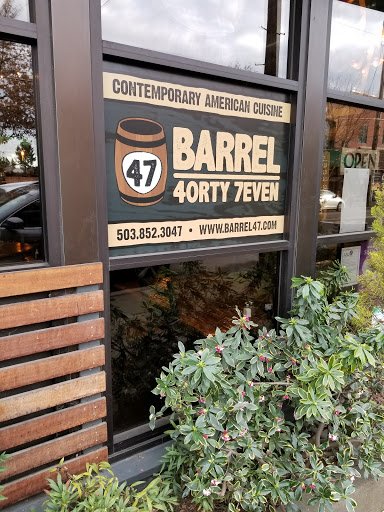 CONTEMPORARY AMERICAN CUISINE
47
BARREL
4ORTY 7EVEN
503.852.3047 • WWW.BARREL47.COM
OPEN